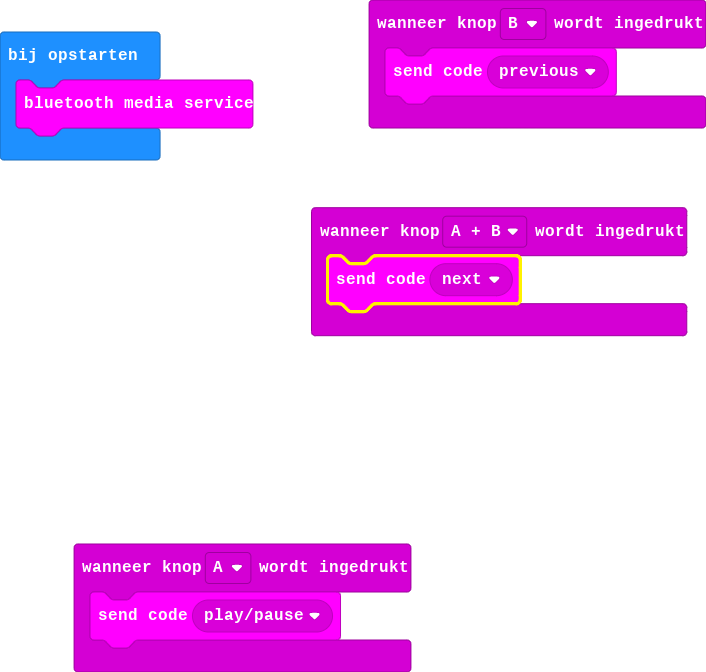 bij opstarten
bluetooth media service
wanneer knop B wordt ingedrukt
send code previous
wanneer knop A + B wordt ingedrukt
send code next
wanneer knop A wordt ingedrukt
send code play/pause